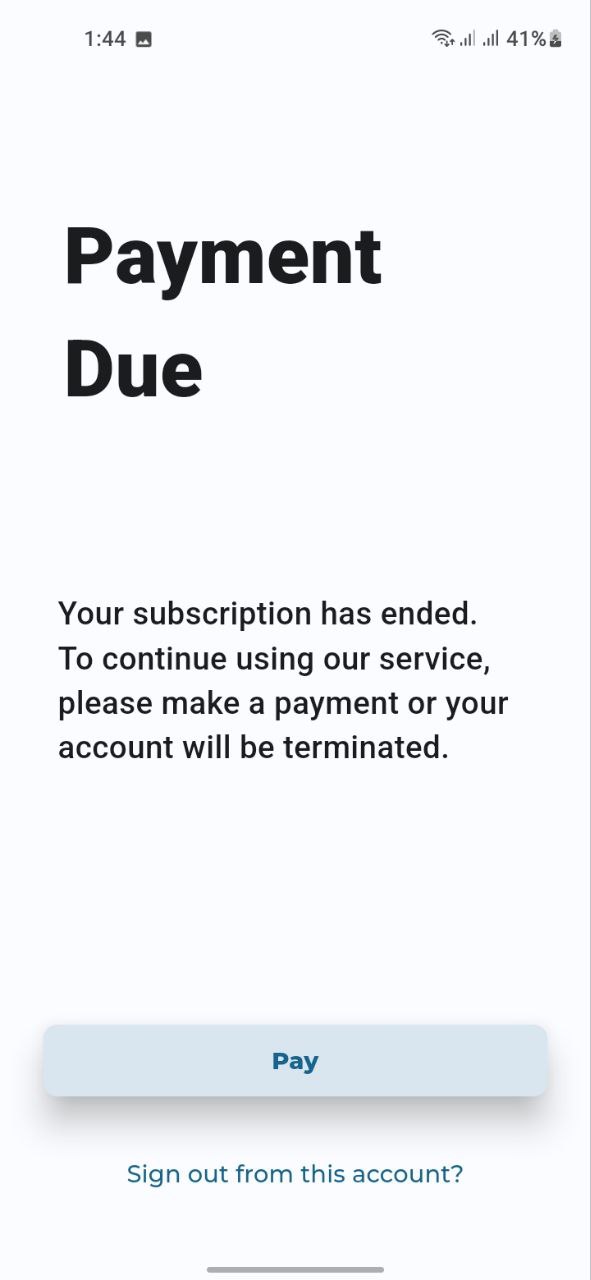 1:44 41%
Payment
Due
Your subscription has ended.
To continue using our service,
please make a payment or your
account will be terminated.
Pay
Sign out from this account?